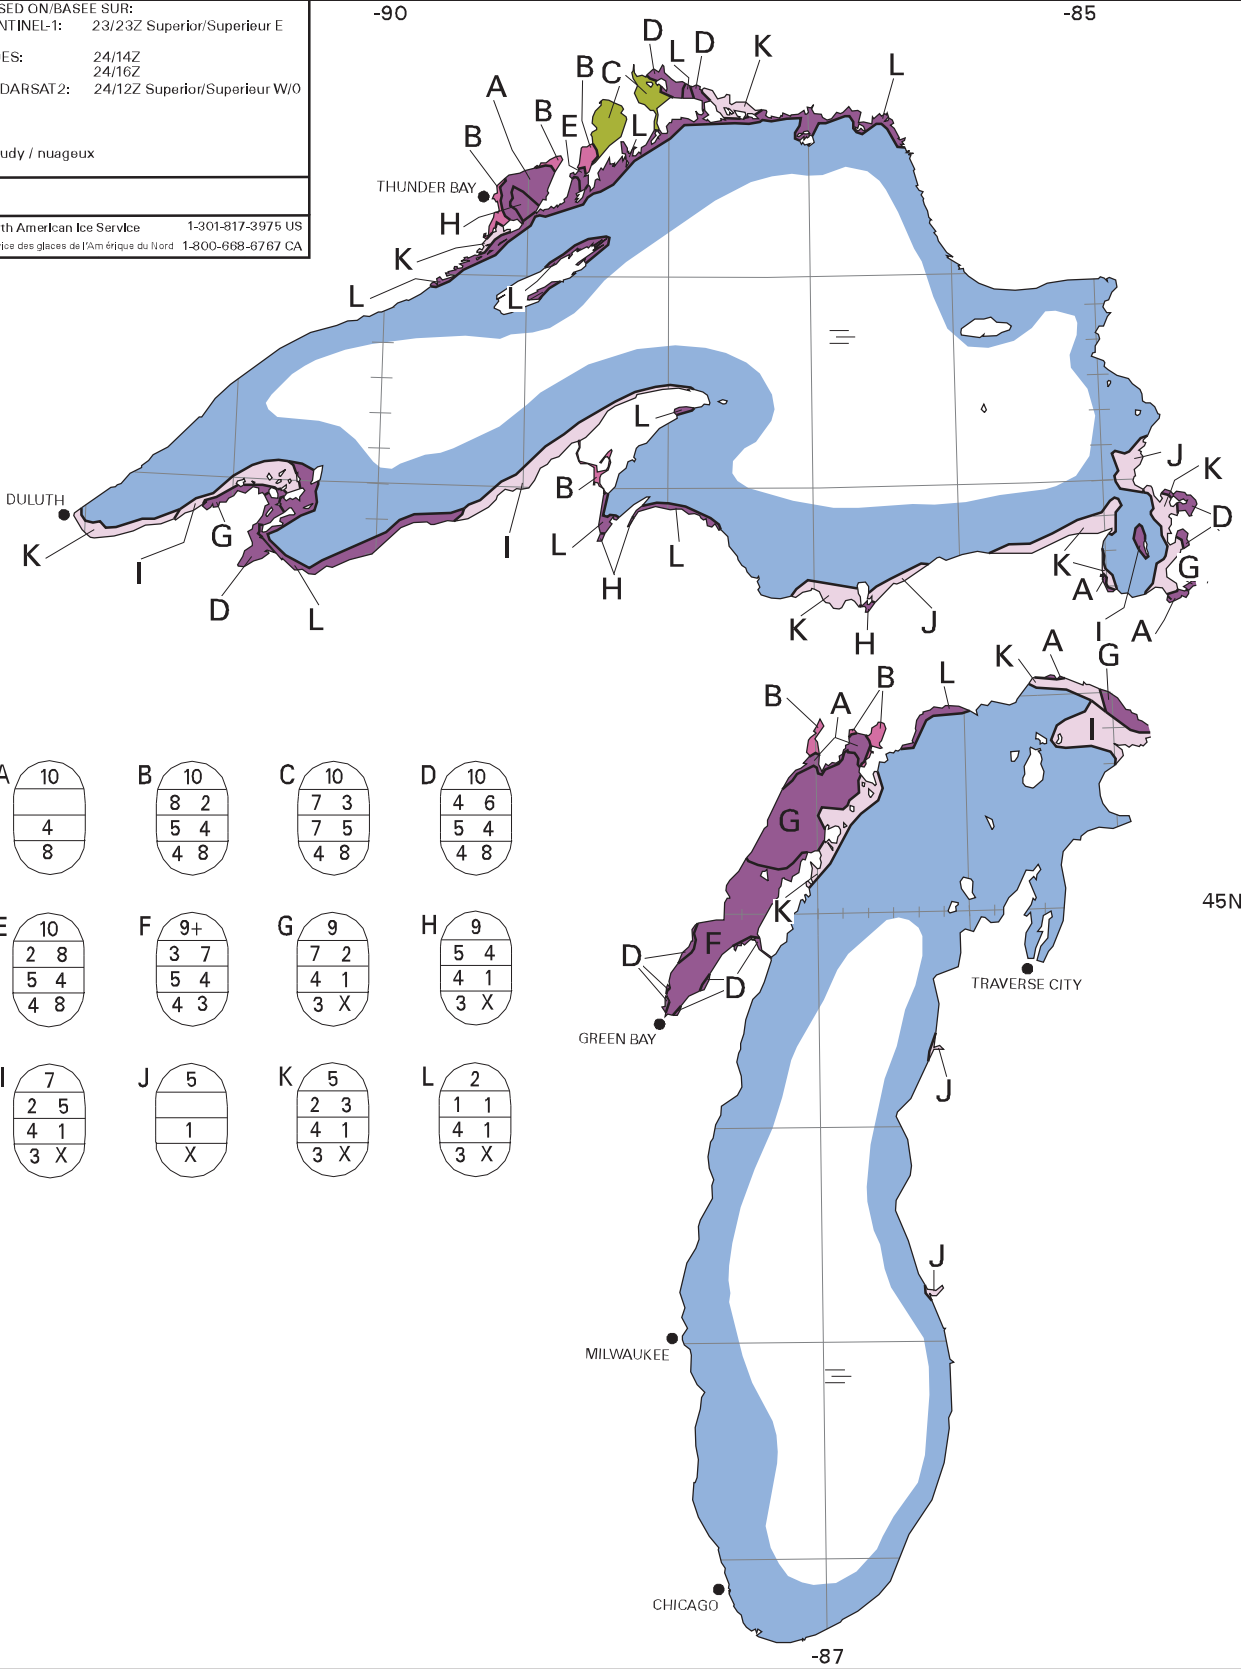 SED ON/BASEE SUR:
NTINEL-1: 23/23Z Superior/Superieur E
ES: 24/14Z
24/16Z
DARSAT2: 24/12Z Superior/Superieur W/O
udy / nuageux
th American Ice Service 1-301-817-3975 US
vice des glaces de l'Amérique du Nord 1-800-668-6767 CA
-90 -85
D L D K
B C L
A
B B E L
THUNDER BAY
H
K
L L
L
DULUTH
K I G D L I B L H L
J K D G K A I A
K H J
K A G
B A B L
I
G
K
F
D D
GREEN BAY
45N
TRAVERSE CITY
J
J
MILWAUKEE
CHICAGO
-87
A 10 B 10 C 10 D 10
8 2 7 3 4 6
4 5 4 7 5 5 4
8 4 8 4 8 4 8
E 10 F 9+ G 9 H 9
2 8 3 7 7 2 5 4
5 4 5 4 4 1 4 1
4 8 4 3 3 X 3 X
I 7 J 5 K 5 L 2
2 5 2 3 1 1
4 1 1 4 1 4 1
3 X X 3 X 3 X